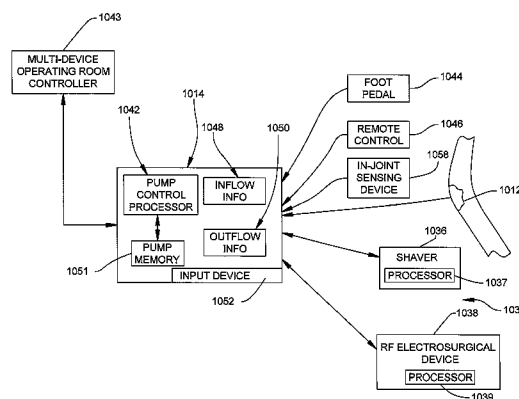 1043
MULTI-DEVICE
OPERATING ROOM
CONTROLLER
1042
1014
1048
1050
PUMP
CONTROL
PROCESSOR
INFLOW
INFO
PUMP
MEMORY
OUTFLOW
INFO
1051
INPUT DEVICE
1052
FOOT
PEDAL
1044
REMOTE
CONTROL
1046
IN-JOINT
SENSING
DEVICE
1058
1012
1036
SHAVER
PROCESSOR
1037
103
1038
RF ELECTROSURGICAL
DEVICE
PROCESSOR
1039